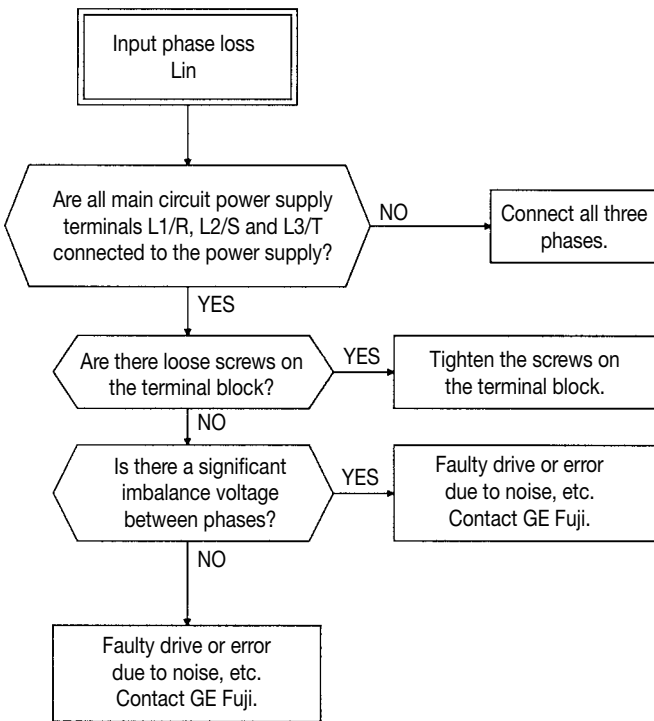 Input phase loss
Lin
Are all main circuit power supply
terminals L1/R, L2/S and L3/T
connected to the power supply?
NO
Connect all three
phases.
YES
Are there loose screws on
the terminal block?
YES
Tighten the screws on
the terminal block.
NO
Is there a significant
imbalance voltage
between phases?
YES
Faulty drive or error
due to noise, etc.
Contact GE Fuji.
NO
Faulty drive or error
due to noise, etc.
Contact GE Fuji.